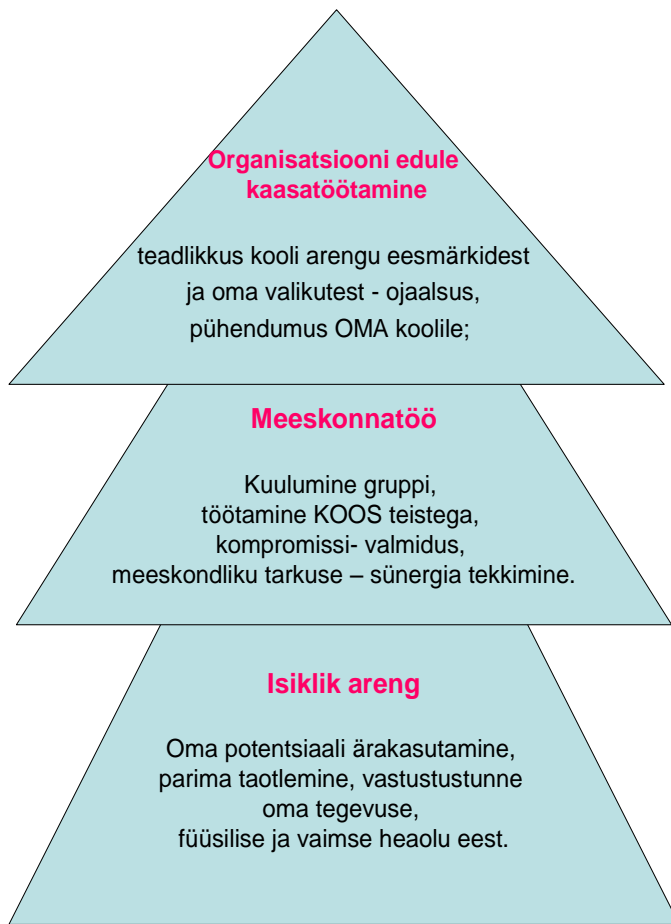 Organisatsiooni edule
kaasatöötamine
teadlikkus kooli arengu eesmärkidest
ja oma valikutest - ojaalsus,
pühendumus OMA koolile;
Meeskonnatöö
Kuulumine gruppi,
töötamine KOOS teistega,
kompromissi- valmidus,
meeskondliku tarkuse – sünergia tekkimine.
Isiklik areng
Oma potentsiaali ärakasutamine,
parima taotlemine, vastustustunne
oma tegevuse,
füüsilise ja vaimse heaolu eest.